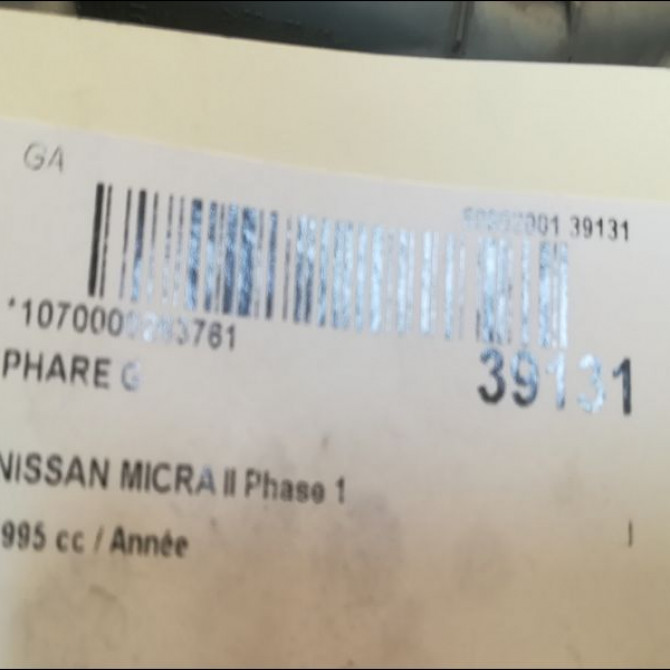 GA
39131
PHARE G
39131
NISSAN MICRA II Phase 1
995 cc / Année